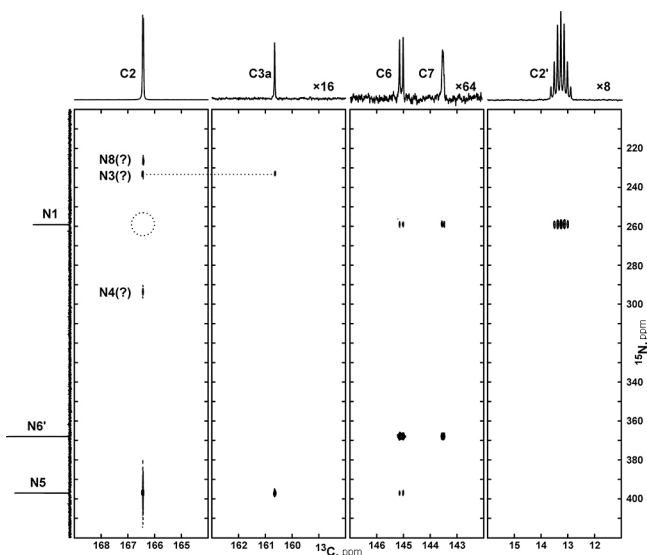 C2 C3a C6 C7 C2'
×16 ×64 ×8
220
N8(?)
N3(?)
240
N1
260
280
N4(?)
300
320
¹⁵N, ppm
340
360
N6'
380
N5
400
168 167 166 165 162 161 160 159 146 145 144 143 15 14 13 12
¹³C, ppm